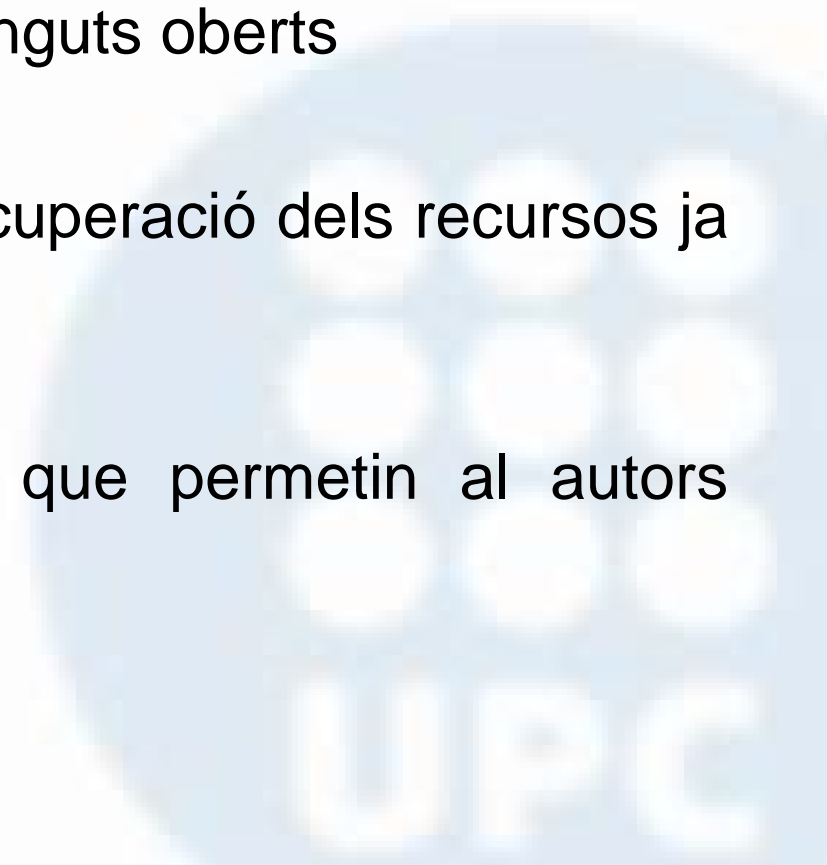 nguts oberts
cuperació dels recursos ja
que permetin al autors
UPC